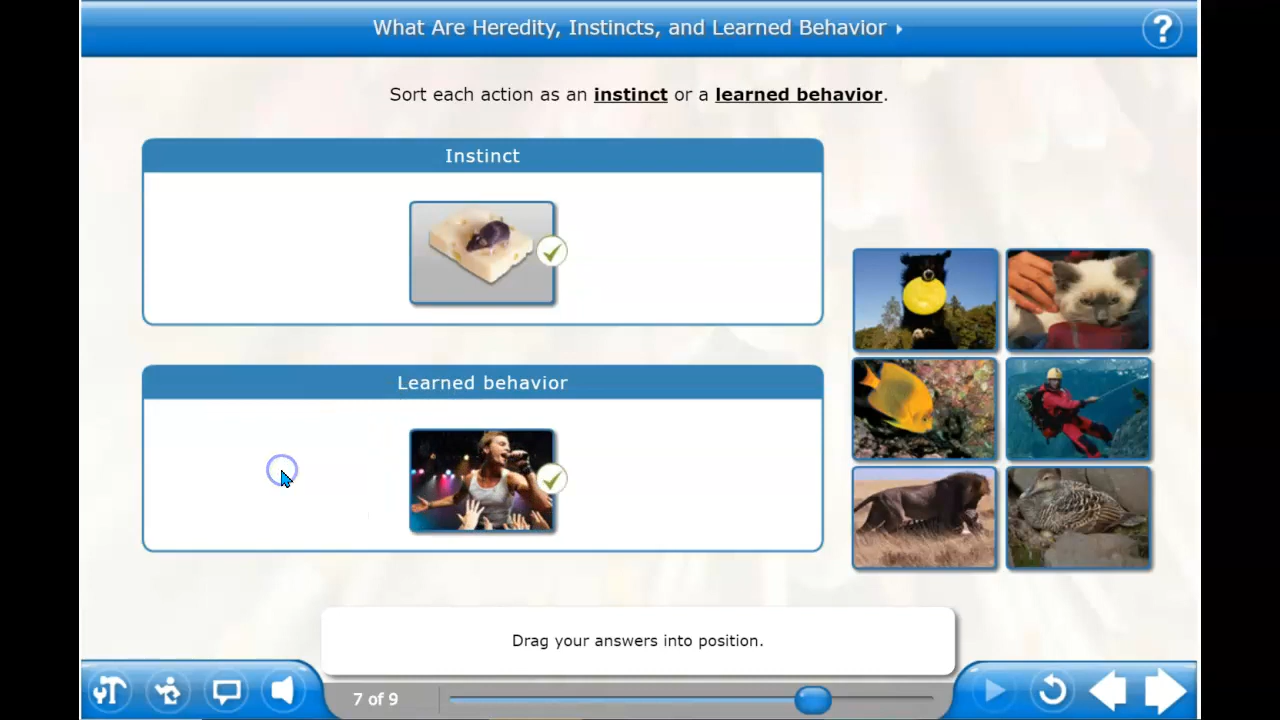 What Are Heredity, Instincts, and Learned Behavior
?
Sort each action as an instinct or a learned behavior.
Instinct
Learned behavior
Drag your answers into position.
7 of 9